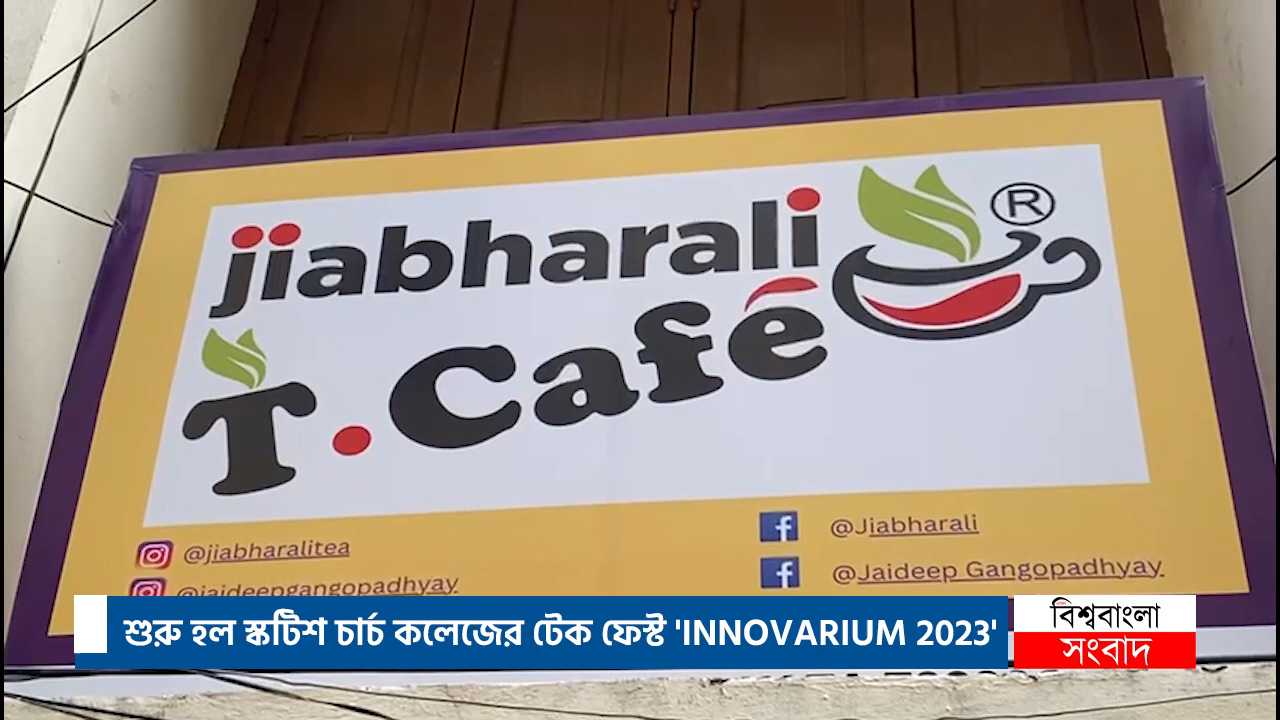 jiabharali
®
T.Café
@jiabharalitea
@Jiabharali
@jaideepgangopadhyay
@Jaideep Gangopadhyay
শুরু হল স্কটিশ চার্চ কলেজের টেক ফেস্ট 'INNOVARIUM 2023'
বিশ্ববাংলা
সংবাদ